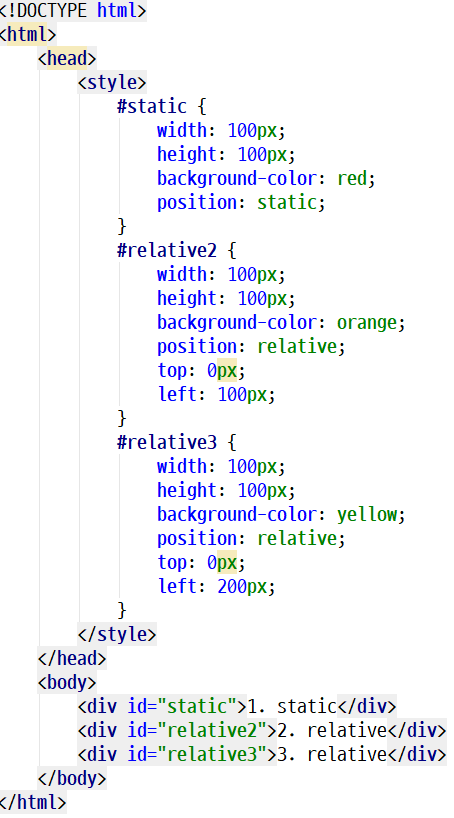 <!DOCTYPE html>
<html>
<head>
<style>
#static {
width: 100px;
height: 100px;
background-color: red;
position: static;
}
#relative2 {
width: 100px;
height: 100px;
background-color: orange;
position: relative;
top: 0px;
left: 100px;
}
#relative3 {
width: 100px;
height: 100px;
background-color: yellow;
position: relative;
top: 0px;
left: 200px;
}
</style>
</head>
<body>
<div id="static">1. static</div>
<div id="relative2">2. relative</div>
<div id="relative3">3. relative</div>
</body>
</html>